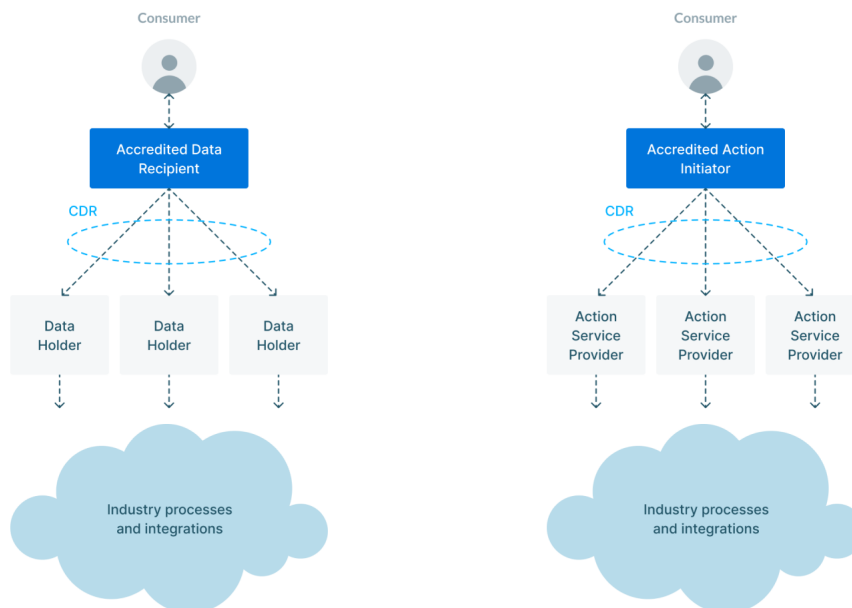 Consumer
Accredited Data
Recipient
CDR
Data
Holder
Data
Holder
Data
Holder
Industry processes
and integrations
Consumer
Accredited Action
Initiator
CDR
Action
Service
Provider
Action
Service
Provider
Action
Service
Provider
Industry processes
and integrations